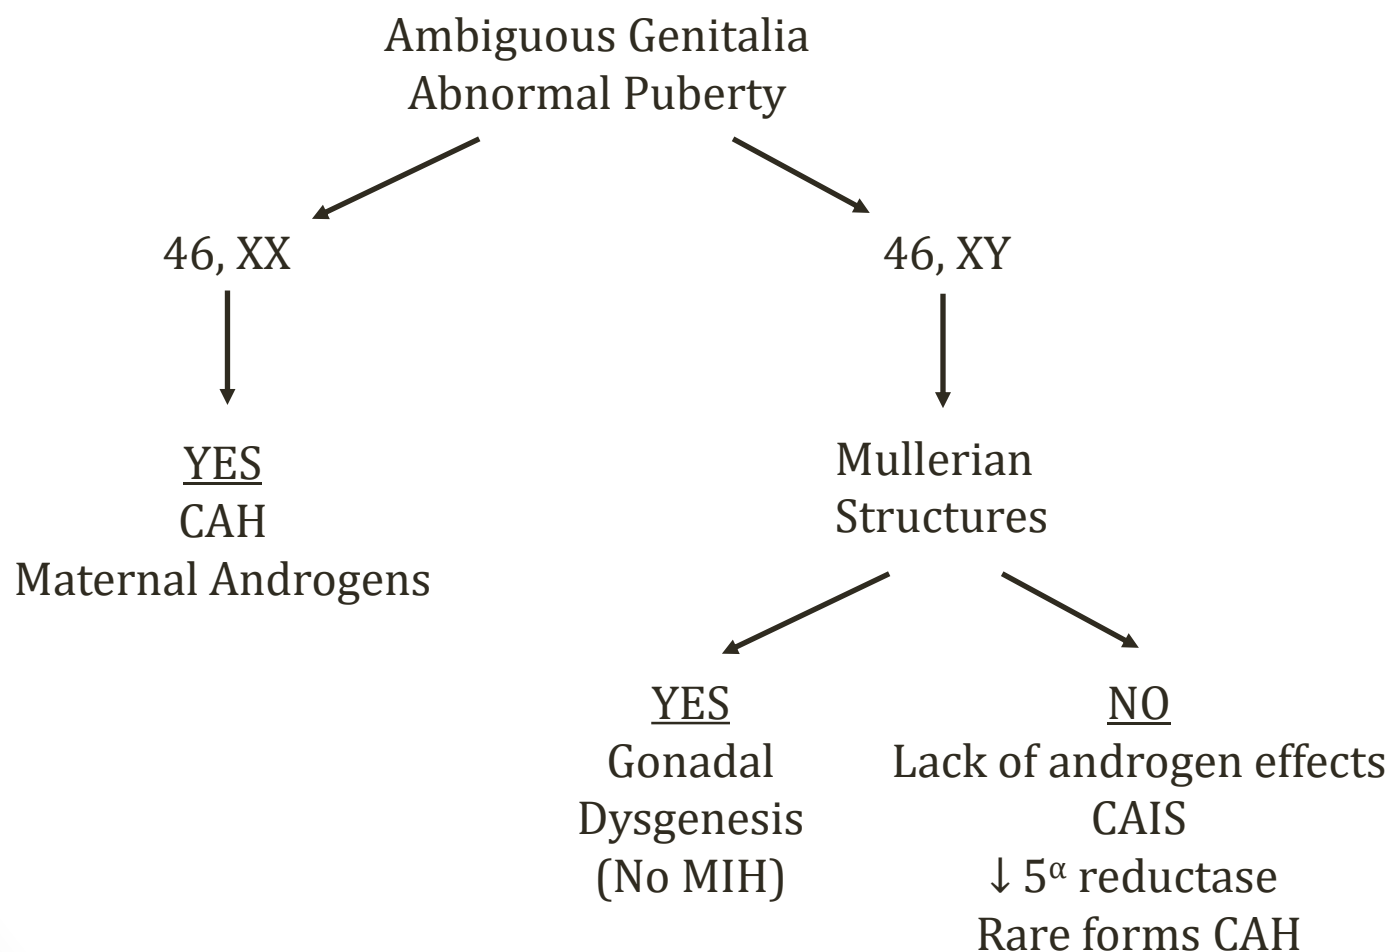 Ambiguous Genitalia
Abnormal Puberty
46, XX
46, XY
YES
CAH
Maternal Androgens
Mullerian
Structures
YES
Gonadal
Dysgenesis
(No MIH)
NO
Lack of androgen effects
CAIS
↓ 5ᵅ reductase
Rare forms CAH